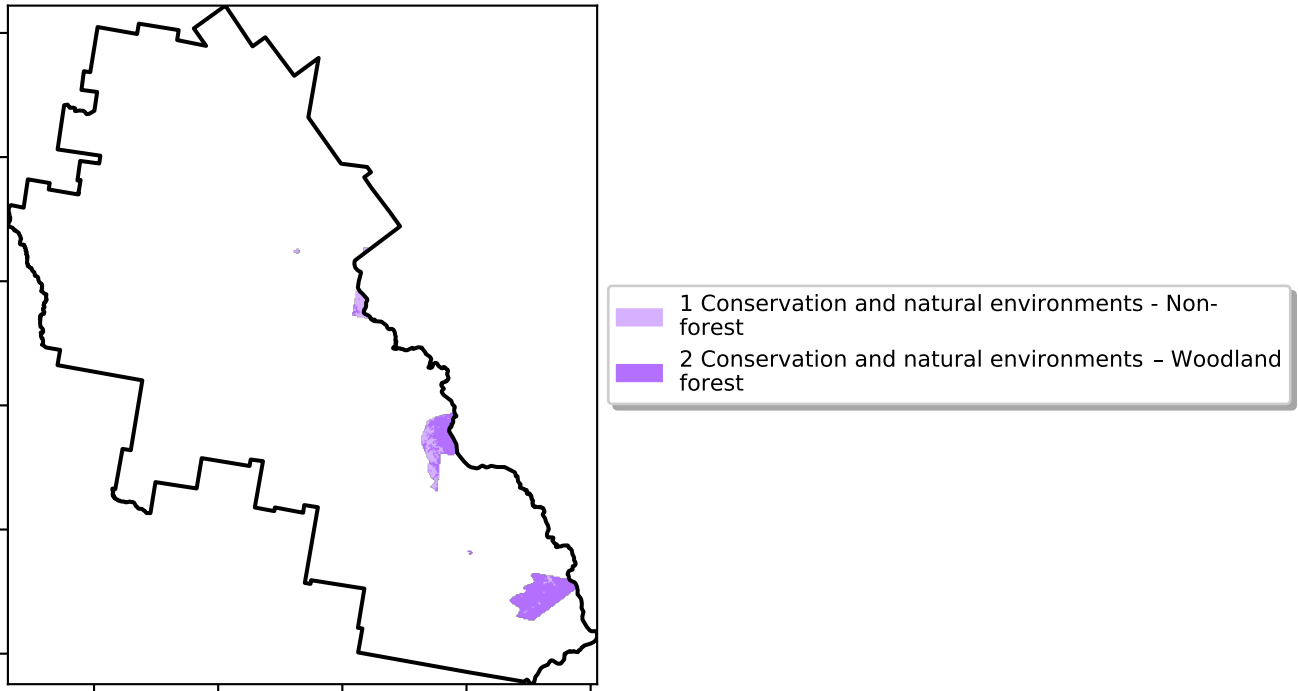 1 Conservation and natural environments - Non-
forest
2 Conservation and natural environments – Woodland
forest